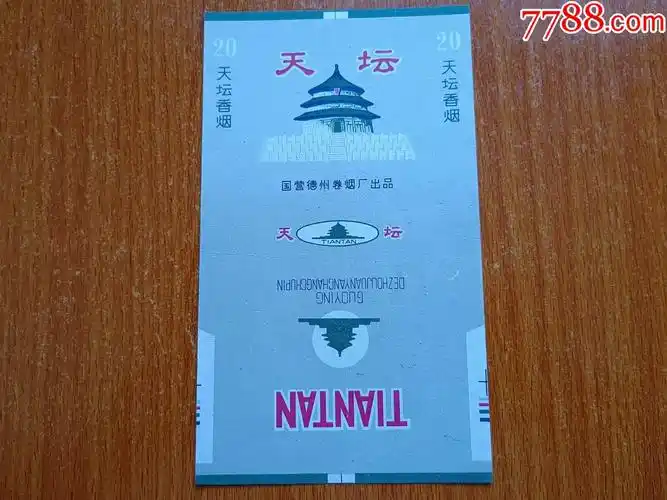 7788.com
20
天坛
20
天坛香烟
天坛香烟
国营德州卷烟厂出品
天 TIANTAN 坛
GUOYING
DEZHOUJUANYANCHANGCHUPIN
TIANTAN